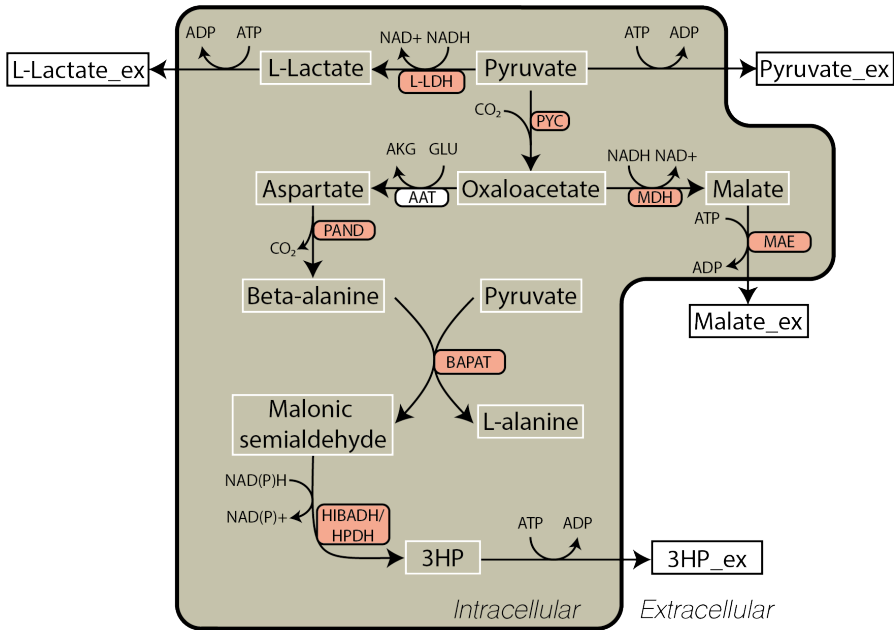 ADP ATP
NAD+ NADH
ATP ADP
L-Lactate_ex
L-Lactate
L-LDH
Pyruvate
Pyruvate_ex
CO₂
PYC
AKG GLU
NADH NAD+
Aspartate
AAT
Oxaloacetate
MDH
Malate
PAND
CO₂
ATP
MAE
ADP
Beta-alanine
Pyruvate
Malate_ex
BAPAT
Malonic
semialdehyde
L-alanine
NAD(P)H
NAD(P)+
HIBADH/
HPDH
ATP ADP
3HP
3HP_ex
Intracellular
Extracellular